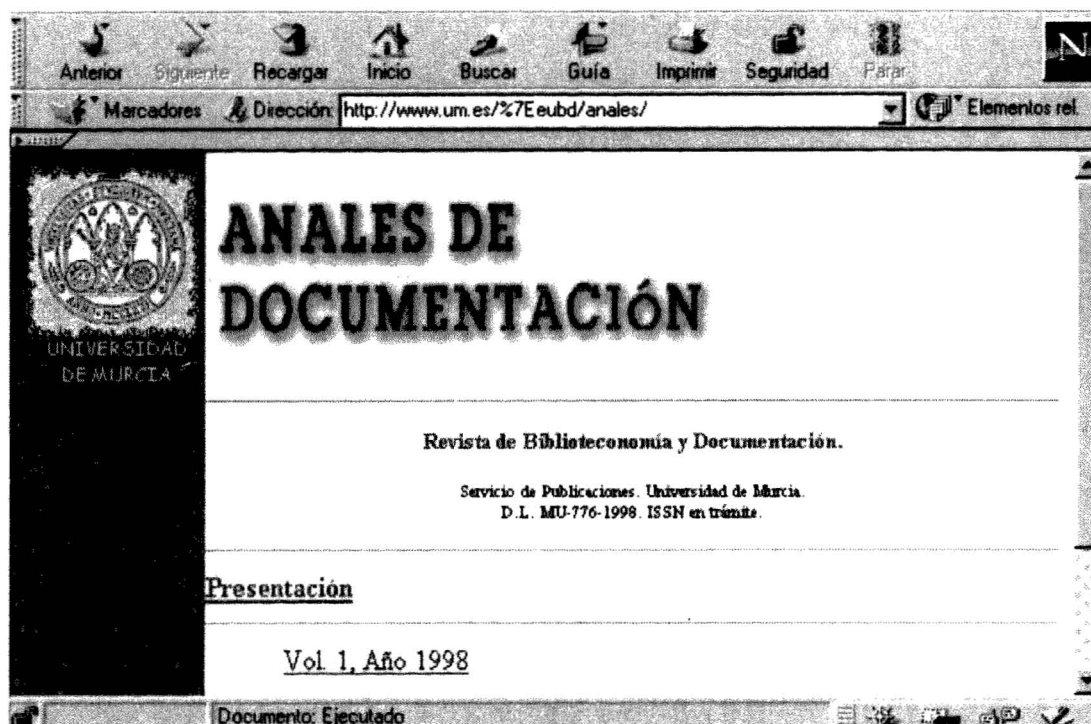 Anterior Siguiente Recargar Inicio Buscar Guía Imprimir Seguridad Parar
N
Marcadores Dirección: http://www.um.es/%7Eeubd/anales/ Elementos rel.
ANALES DE
DOCUMENTACIÓN
UNIVERSIDAD
DE MURCIA
Revista de Biblioteconomía y Documentación.
Servicio de Publicaciones. Universidad de Murcia.
D.L. MU-776-1998. ISSN en trámite.
Presentación
Vol. 1, Año 1998
Documento: Ejecutado